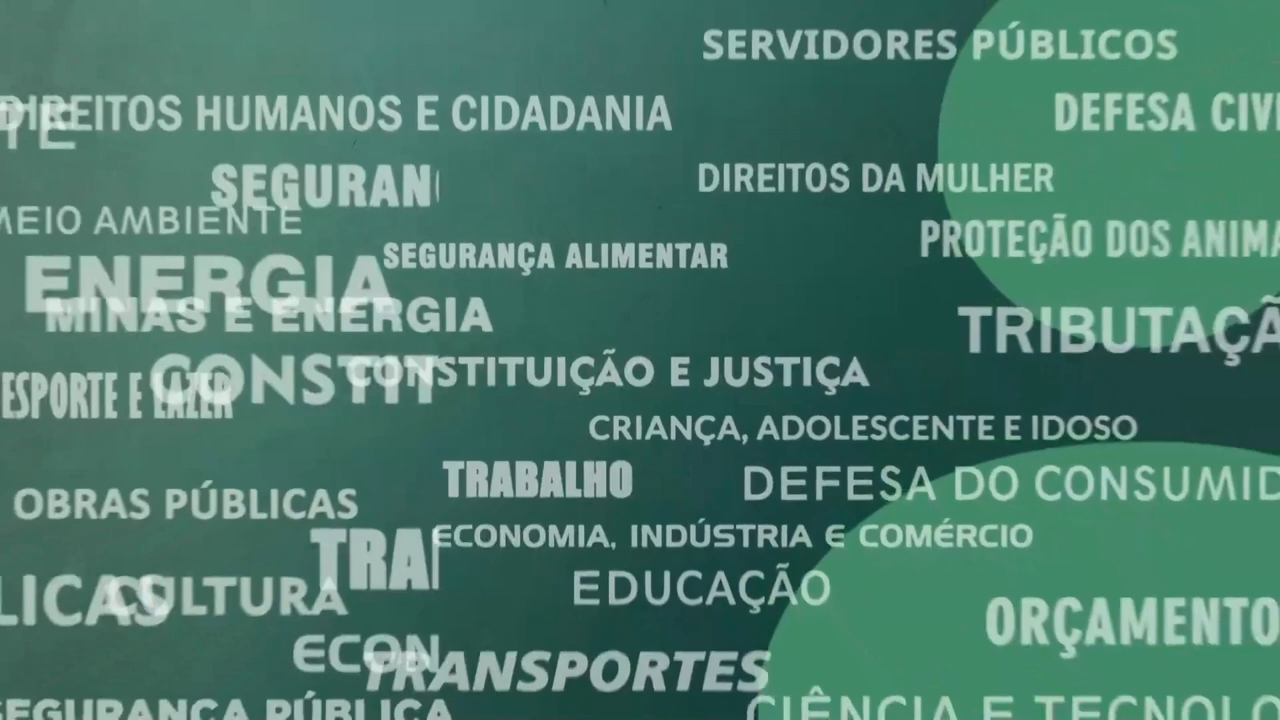 SERVIDORES PÚBLICOS
DIREITOS HUMANOS E CIDADANIA
DEFESA CIVI
TE
SEGURAN
DIREITOS DA MULHER
MEIO AMBIENTE
SEGURANÇA ALIMENTAR
PROTEÇÃO DOS ANIMA
ENERGIA
MINAS E ENERGIA
TRIBUTAÇÃ
CONSTIT
CONSTITUIÇÃO E JUSTIÇA
ESPORTE E LAZER
CRIANÇA, ADOLESCENTE E IDOSO
TRABALHO
DEFESA DO CONSUMID
OBRAS PÚBLICAS
ECONOMIA, INDÚSTRIA E COMÉRCIO
TRA
EDUCAÇÃO
LICAS
CULTURA
ORÇAMENTO
ECON
TRANSPORTES
SEGURANÇA PÚBLICA
CIÊNCIA E TECNOLO